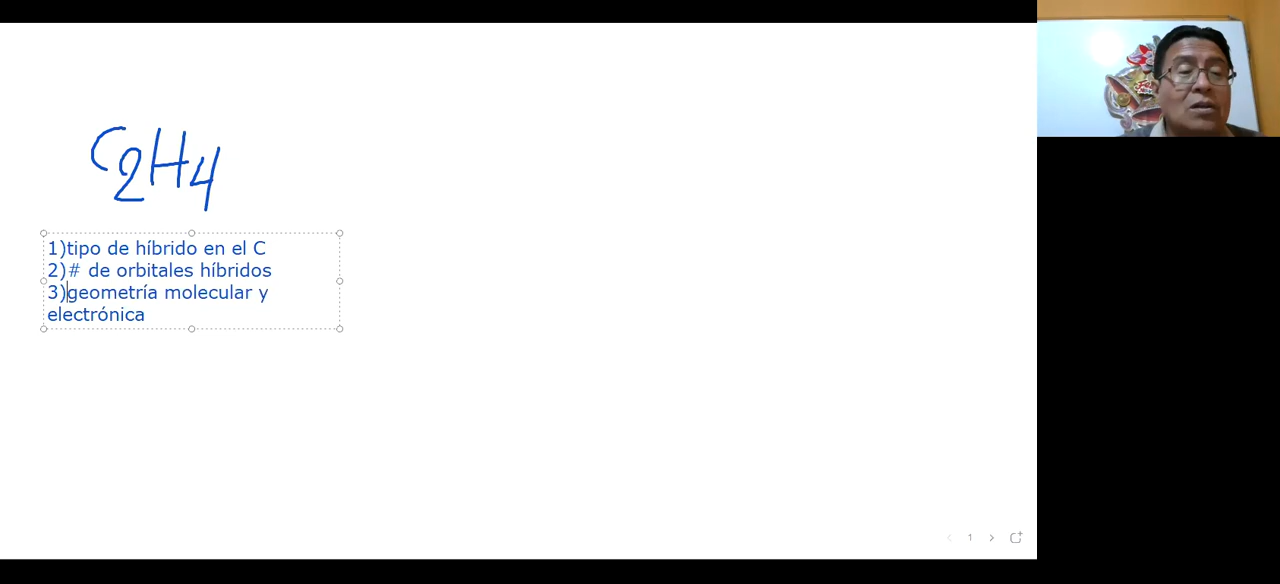 C2H4
1)tipo de híbrido en el C
2)# de orbitales híbridos
3)geometría molecular y
electrónica
1